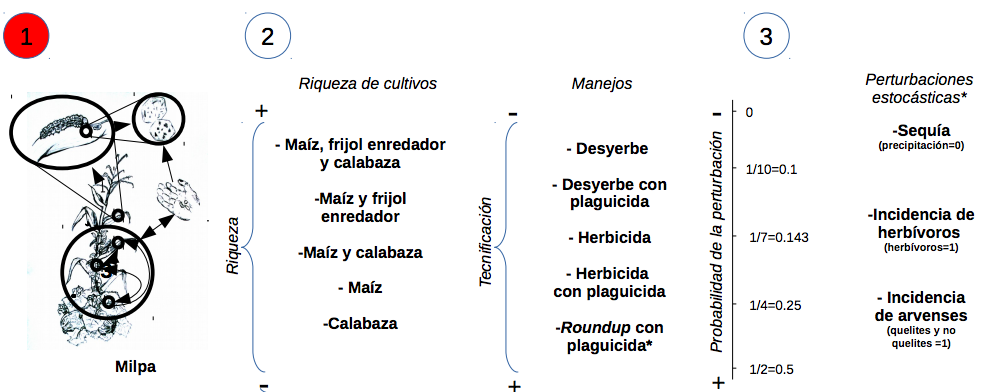 1
2
3
Riqueza de cultivos
Manejos
Perturbaciones
estocásticas*
+
- Maíz, frijol enredador
y calabaza
-Maíz y frijol
enredador
- Maíz y calabaza
- Maíz
-Calabaza
Riqueza
-
-
- Desyerbe
- Desyerbe con
plaguicida
- Herbicida
- Herbicida
con plaguicida
-Roundup con
plaguicida*
Tecnificación
+
-
0
1/10=0.1
1/7=0.143
1/4=0.25
1/2=0.5
Probabilidad de la perturbación
+
-Sequía
(precipitación=0)
-Incidencia de
herbívoros
(herbívoros=1)
- Incidencia
de arvenses
(quelites y no
quelites =1)
Milpa